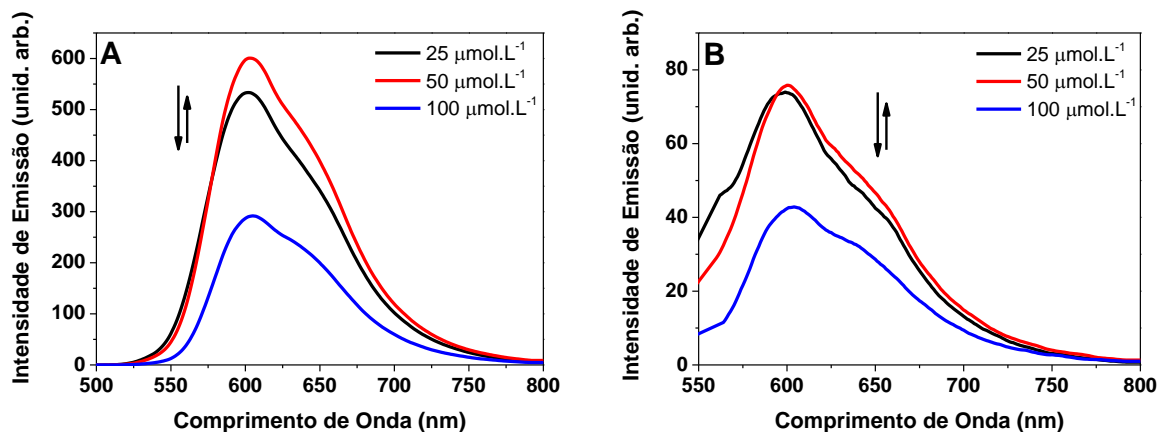 A
25 μmol.L⁻¹
50 μmol.L⁻¹
100 μmol.L⁻¹
Intensidade de Emissão (unid. arb.)
600
500
400
300
200
100
0
500 550 600 650 700 750 800
Comprimento de Onda (nm)
B
25 μmol.L⁻¹
50 μmol.L⁻¹
100 μmol.L⁻¹
Intensidade de Emissão (unid. arb.)
80
60
40
20
0
550 600 650 700 750 800
Comprimento de Onda (nm)